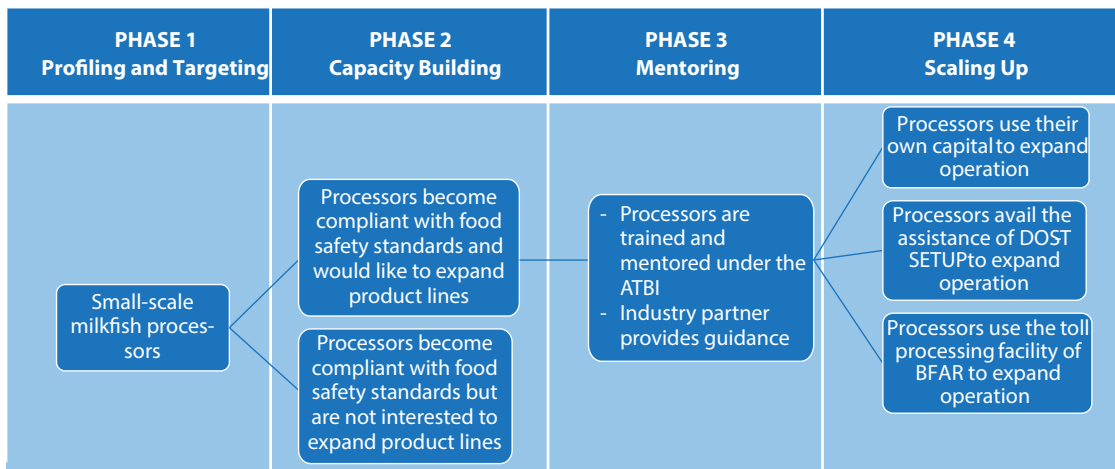 PHASE 1
Profiling and Targeting
PHASE 2
Capacity Building
PHASE 3
Mentoring
PHASE 4
Scaling Up
Small-scale
milkfish proces-
sors
Processors become
compliant with food
safety standards and
would like to expand
product lines
Processors become
compliant with food
safety standards but
are not interested to
expand product lines
- Processors are
trained and
mentored under the
ATBI
- Industry partner
provides guidance
Processors use their
own capital to expand
operation
Processors avail the
assistance of DOST-
SETUP to expand
operation
Processors use the toll
processing facility of
BFAR to expand
operation